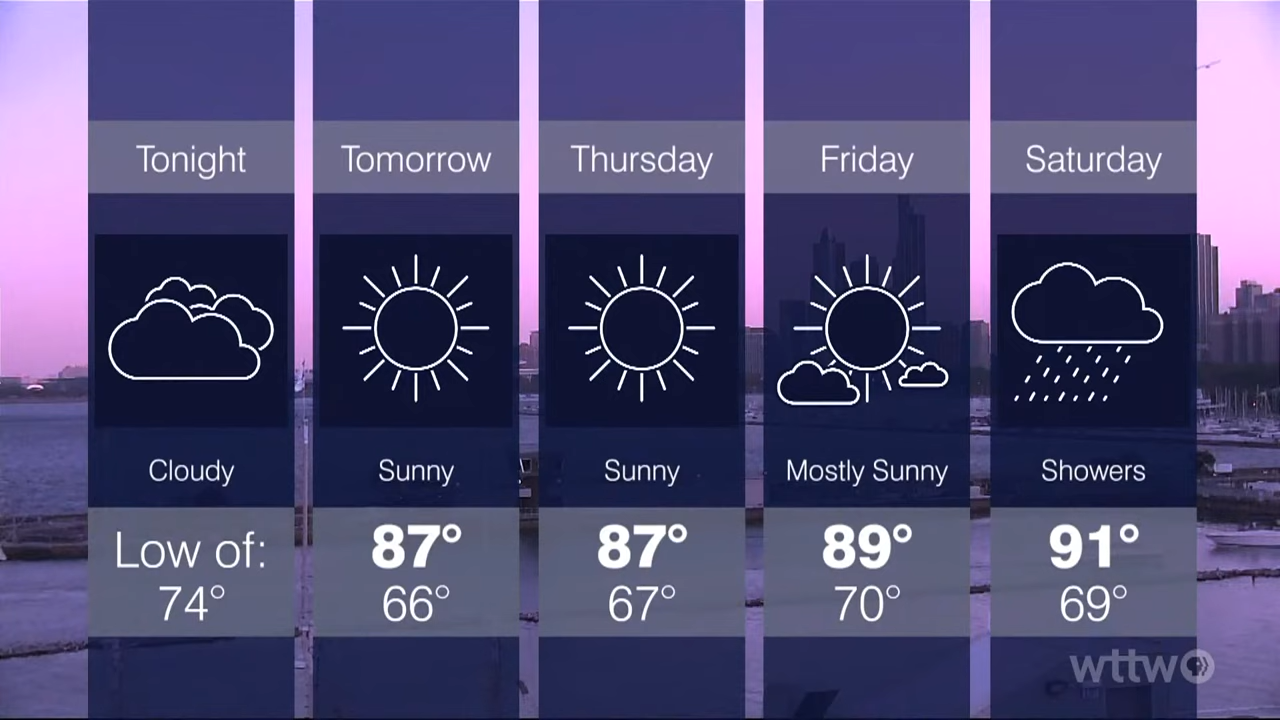 Tonight
Cloudy
Low of:
74°
Tomorrow
Sunny
87°
66°
Thursday
Sunny
87°
67°
Friday
Mostly Sunny
89°
70°
Saturday
Showers
91°
69°
wttw